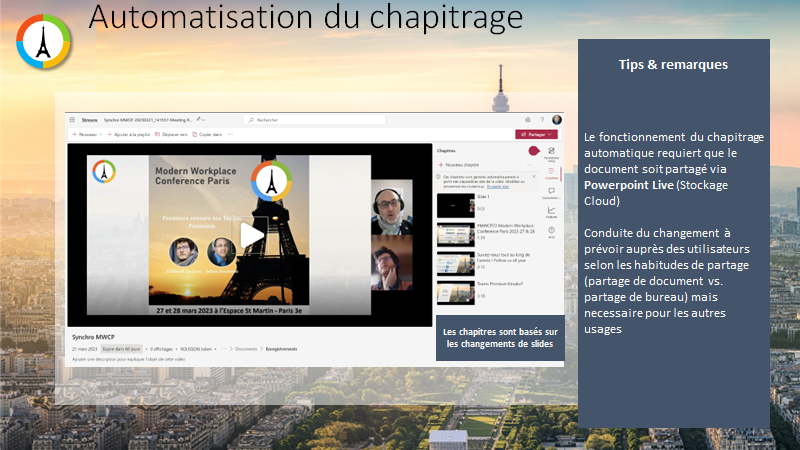 Automatisation du chapitrage
Stream
Synchro MWCP-20230321_141557-Meeting R...
Rechercher
Nouveau
Ajouter à la playlist
Déplacer vers
Copier dans
Partager
Modern Workplace
Conference Paris
Premiers retours sur Teams
Premium
27 et 28 mars 2023 à l'Espace St Martin - Paris 3e
Chapitres
Nouveau chapitre
Slide 1
0:03
Conference Paris 2023 27 & 28
Suivez-nous tout au long de
l'année ! Follow us all year
Teams Premium Késako?
Synchro MWCP
21 mars 2023
Expire dans 60 jours
0 affichages
ROUSSON Julien
Documents
Enregistrements
Ajouter une description pour expliquer l'objet de cette vidéo
Les chapitres sont basés sur
les changements de slides
Tips & remarques
Le fonctionnement du chapitrage
automatique requiert que le
document soit partagé via
Powerpoint Live (Stockage
Cloud)
Conduite du changement à
prévoir auprès des utilisateurs
selon les habitudes de partage
(partage de document vs.
partage de bureau) mais
necessaire pour les autres
usages